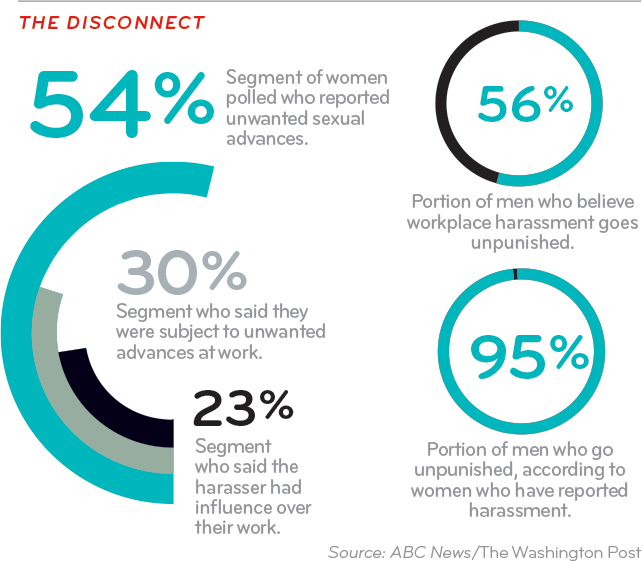 THE DISCONNECT
54%
Segment of women
polled who reported
unwanted sexual
advances.
30%
Segment who said they
were subject to unwanted
advances at work.
23%
Segment
who said the
harasser had
influence over
their work.
56%
Portion of men who believe
workplace harassment goes
unpunished.
95%
Portion of men who go
unpunished, according to
women who have reported
harassment.
Source: ABC News/The Washington Post